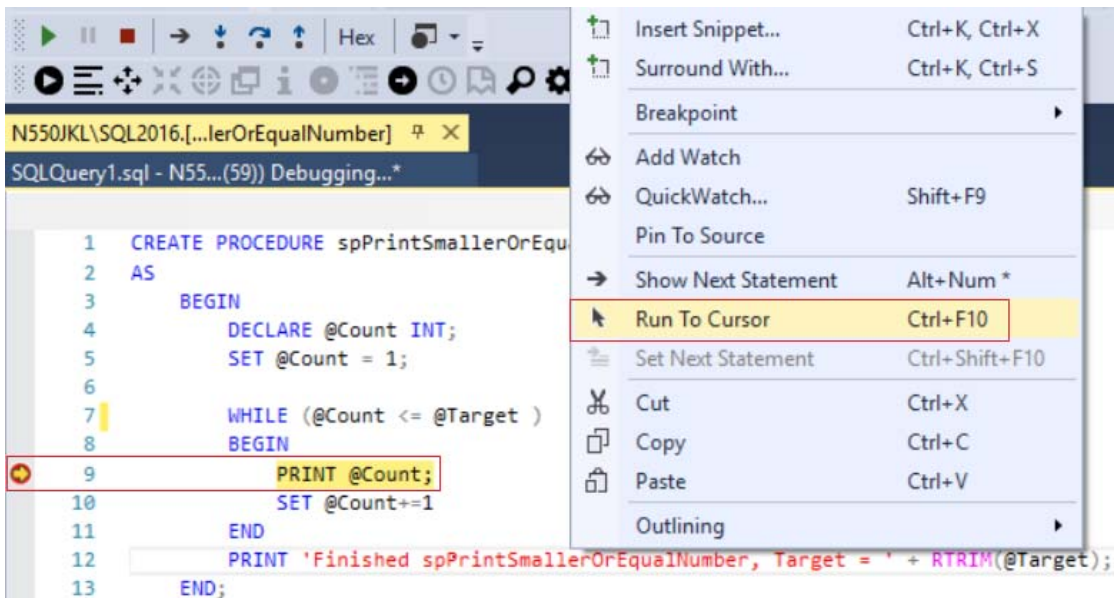 Hex
N550JKL\SQL2016.[...lerOrEqualNumber]
SQLQuery1.sql - N55...(59)) Debugging...*
1 CREATE PROCEDURE spPrintSmallerOrEqu
2 AS
3 BEGIN
4 DECLARE @Count INT;
5 SET @Count = 1;
6
7 WHILE (@Count <= @Target )
8 BEGIN
9 PRINT @Count;
10 SET @Count+=1
11 END
12 PRINT 'Finished spPrintSmallerOrEqualNumber, Target = ' + RTRIM(@Target);
13 END;
Insert Snippet... Ctrl+K, Ctrl+X
Surround With... Ctrl+K, Ctrl+S
Breakpoint
Add Watch
QuickWatch... Shift+F9
Pin To Source
Show Next Statement Alt+Num *
Run To Cursor Ctrl+F10
Set Next Statement Ctrl+Shift+F10
Cut Ctrl+X
Copy Ctrl+C
Paste Ctrl+V
Outlining